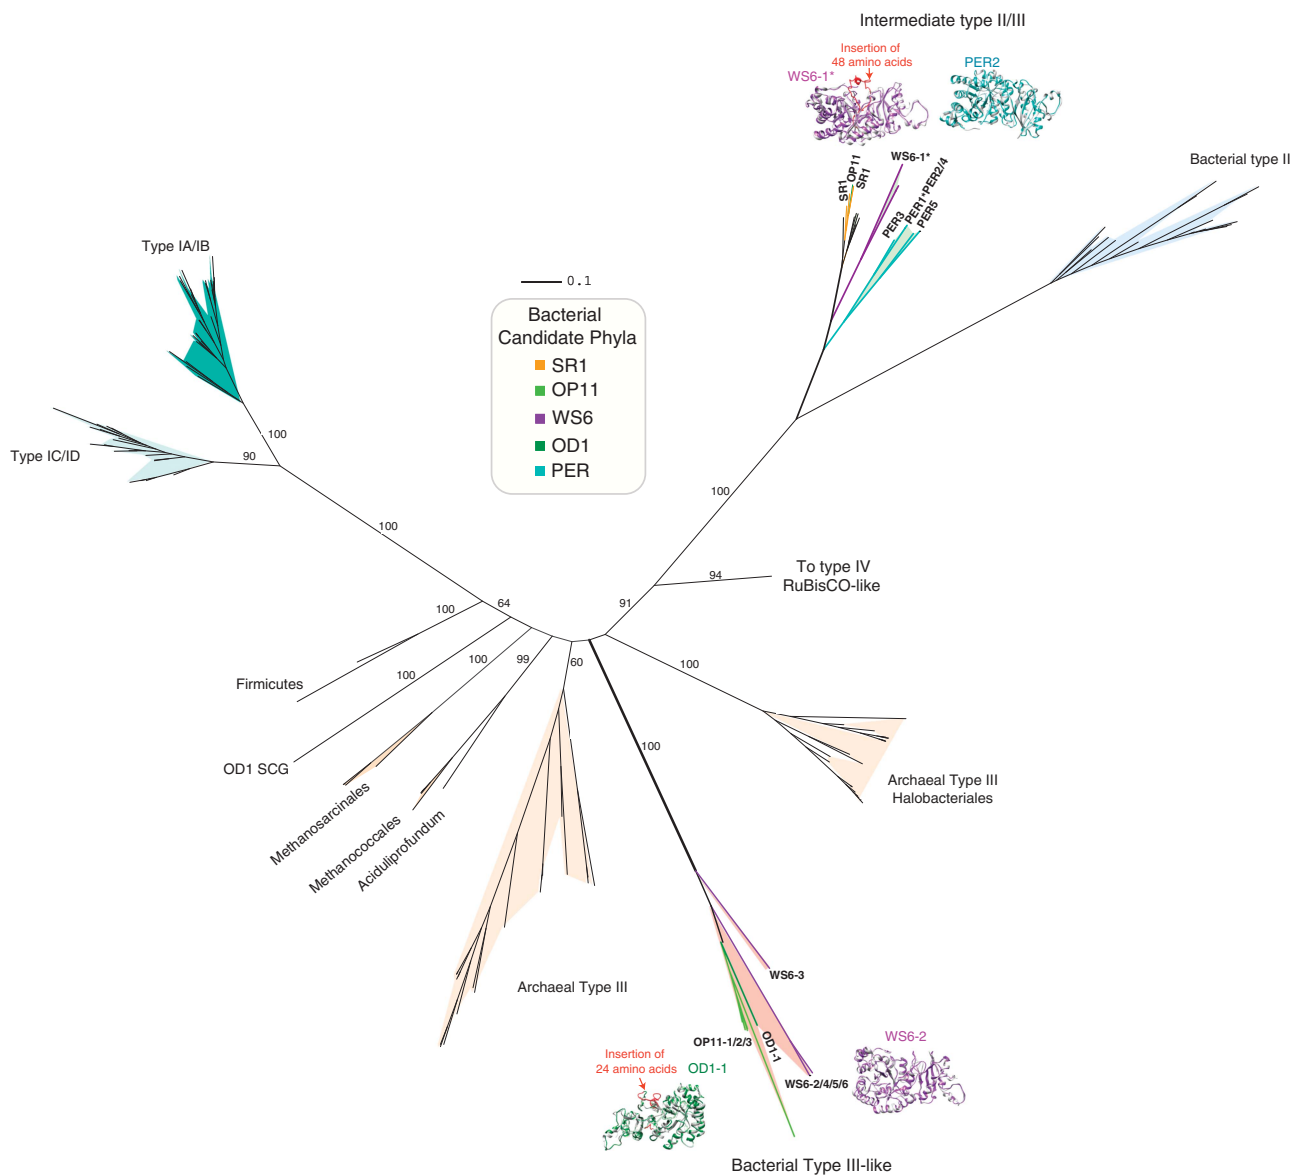 Intermediate type II/III
Insertion of
48 amino acids
WS6-1*
PER2
WS6-1*
SR1
OP11
SR1
PER3
PER1*PER2/4
PER5
Bacterial type II
Type IA/IB
0.1
Bacterial
Candidate Phyla
SR1
OP11
WS6
OD1
PER
100
90
Type IC/ID
100
100
94
To type IV
RuBisCO-like
91
64
100
100
100
99
60
100
100
Firmicutes
OD1 SCG
Methanosarcinales
Methanococcales
Aciduliprofundum
Archaeal Type III
Halobacteriales
Archaeal Type III
WS6-3
OP11-1/2/3
OD1-1
WS6-2/4/5/6
WS6-2
Insertion of
24 amino acids
OD1-1
Bacterial Type III-like